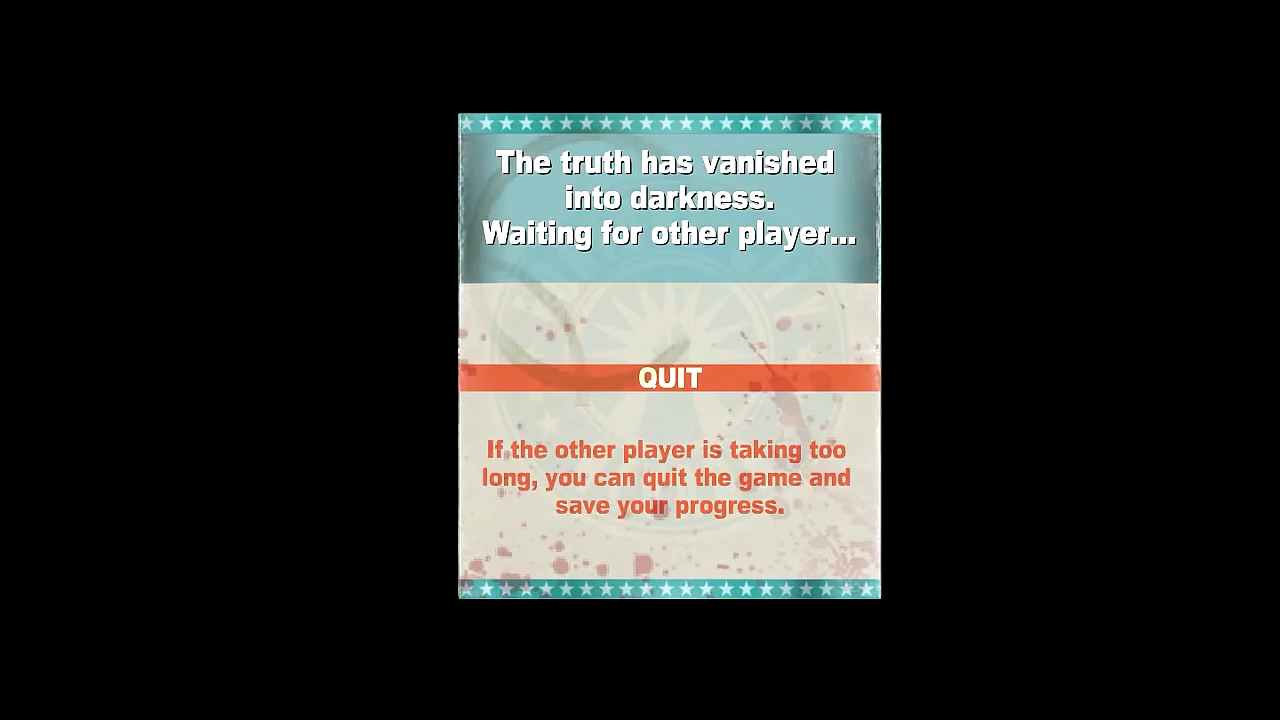 The truth has vanished
into darkness.
Waiting for other player...
QUIT
If the other player is taking too
long, you can quit the game and
save your progress.